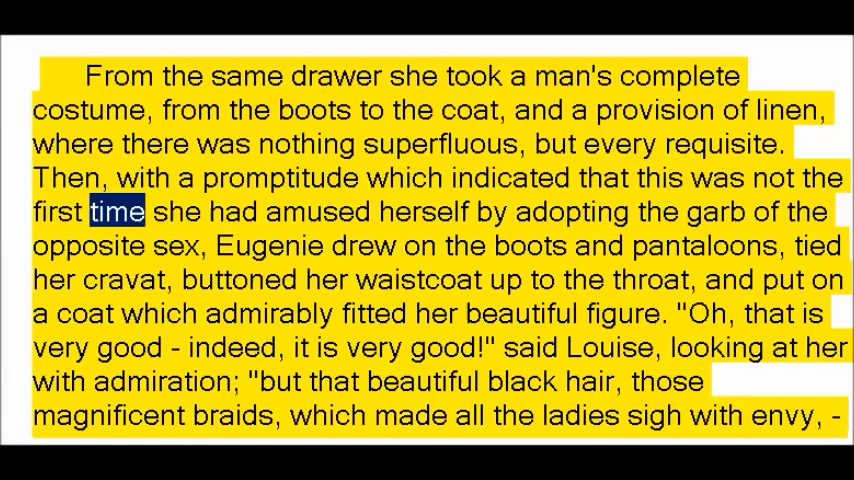 From the same drawer she took a man's complete
costume, from the boots to the coat, and a provision of linen,
where there was nothing superfluous, but every requisite.
Then, with a promptitude which indicated that this was not the
first time she had amused herself by adopting the garb of the
opposite sex, Eugenie drew on the boots and pantaloons, tied
her cravat, buttoned her waistcoat up to the throat, and put on
a coat which admirably fitted her beautiful figure. "Oh, that is
very good - indeed, it is very good!" said Louise, looking at her
with admiration; "but that beautiful black hair, those
magnificent braids, which made all the ladies sigh with envy, -